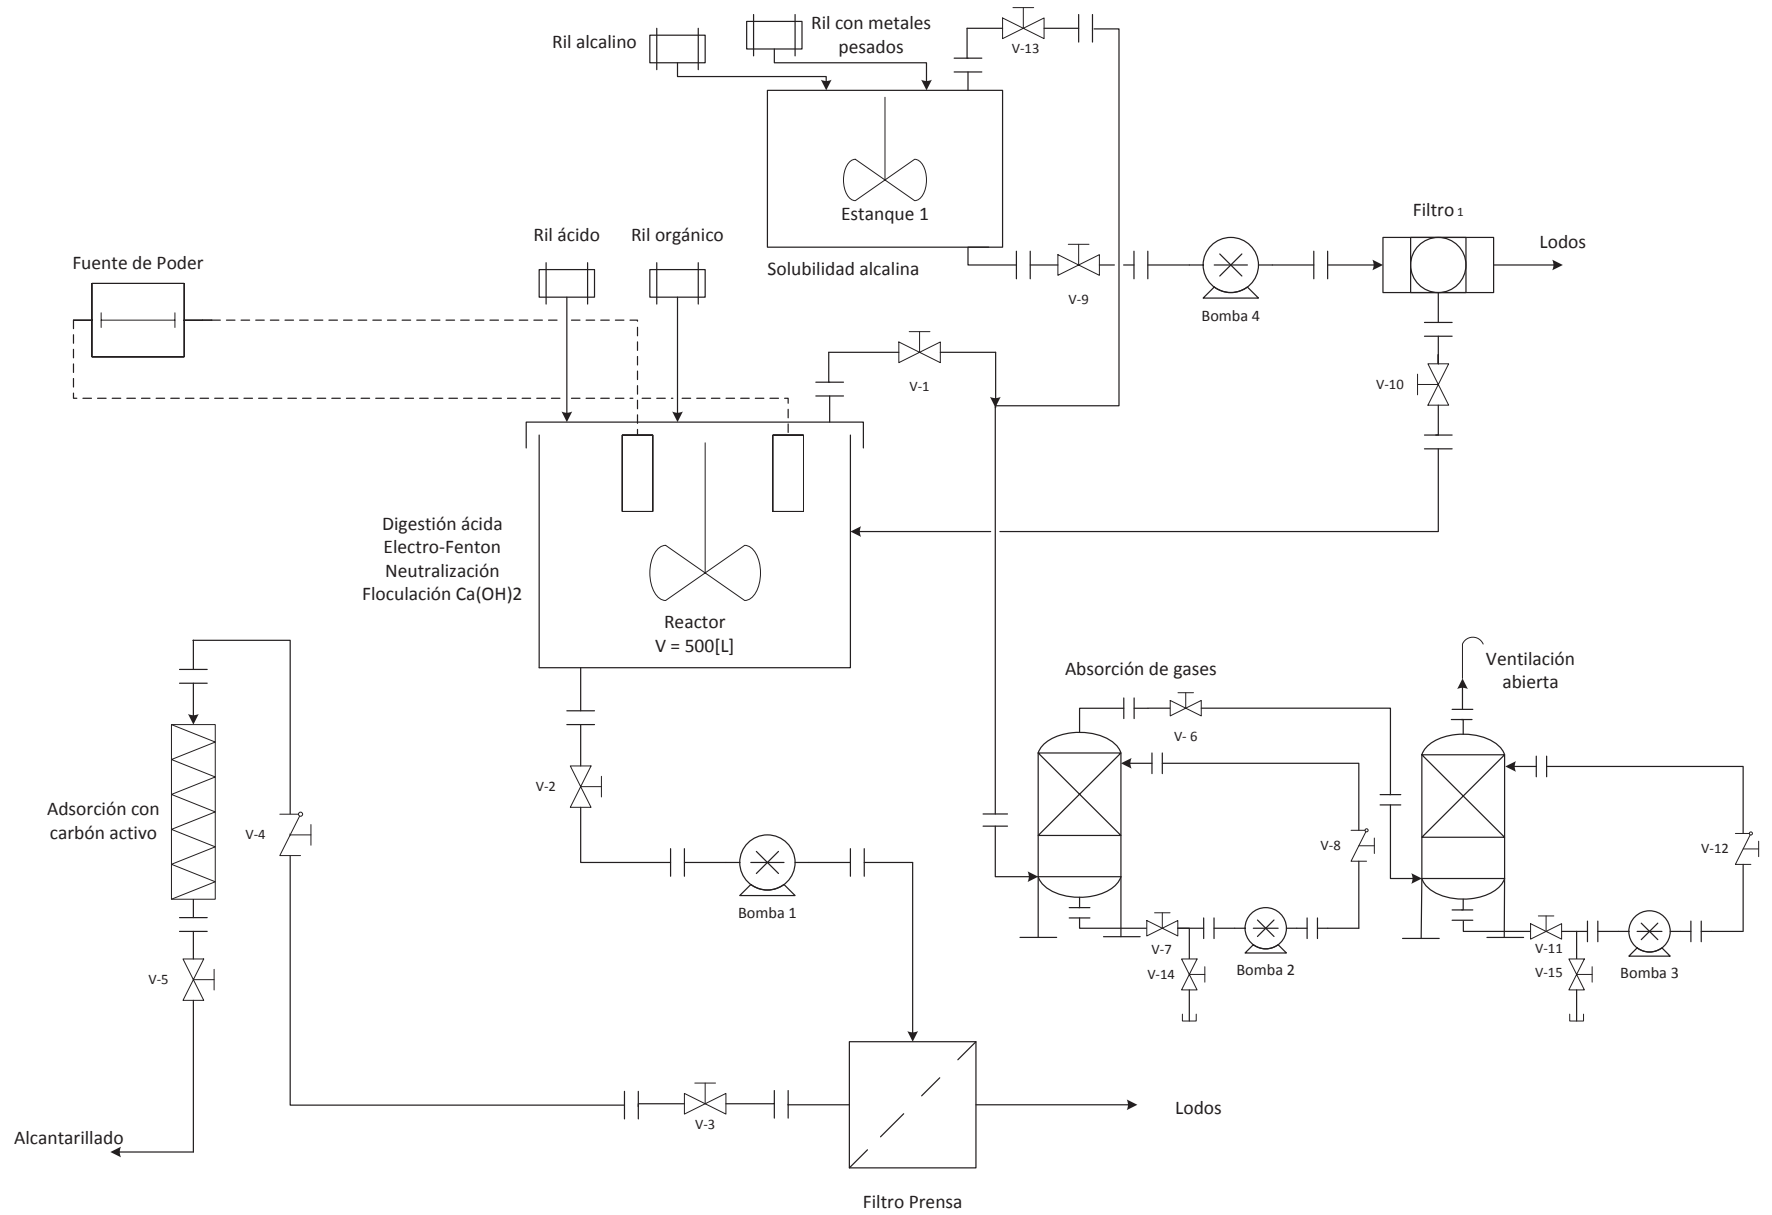 Ril alcalino
Ril con metales
pesados
V-13
Estanque 1
Solubilidad alcalina
V-9
Bomba 4
Filtro 1
Lodos
V-10
Fuente de Poder
Ril ácido
Ril orgánico
V-1
Digestión ácida
Electro-Fenton
Neutralización
Floculación Ca(OH)2
Reactor
V = 500[L]
Absorción de gases
Ventilación
abierta
V- 6
V-2
Adsorción con
carbón activo
V-4
V-8
V-12
Bomba 1
V-7
V-14
Bomba 2
V-11
V-15
Bomba 3
V-5
V-3
Lodos
Alcantarillado
Filtro Prensa